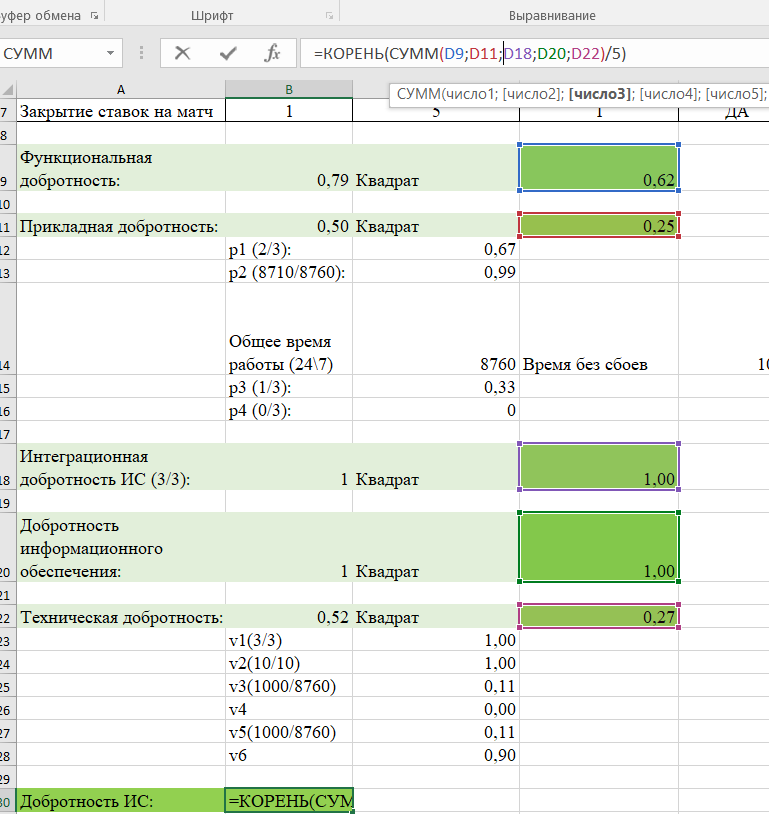 уфер обмена
Шрифт
Выравнивание
СУММ
fx
=КОРЕНЬ(СУММ(D9;D11;D18;D20;D22)/5)
СУММ(число1; [число2]; [число3]; [число4]; [число5];
A B
7 Закрытие ставок на матч 1 5 1 ДА
8
Функциональная
9 добротность: 0,79 Квадрат 0,62
10
11 Прикладная добротность: 0,50 Квадрат 0,25
12 p1 (2/3): 0,67
13 p2 (8710/8760): 0,99
Общее время
14 работы (24\7) 8760 Время без сбоев 10
15 p3 (1/3): 0,33
16 p4 (0/3): 0
17
Интеграционная
18 добротность ИС (3/3): 1 Квадрат 1,00
19
Добротность
информационного
20 обеспечения: 1 Квадрат 1,00
21
22 Техническая добротность: 0,52 Квадрат 0,27
23 v1(3/3) 1,00
24 v2(10/10) 1,00
25 v3(1000/8760) 0,11
26 v4 0,00
27 v5(1000/8760) 0,11
28 v6 0,90
29
30 Добротность ИС: =КОРЕНЬ(СУМ